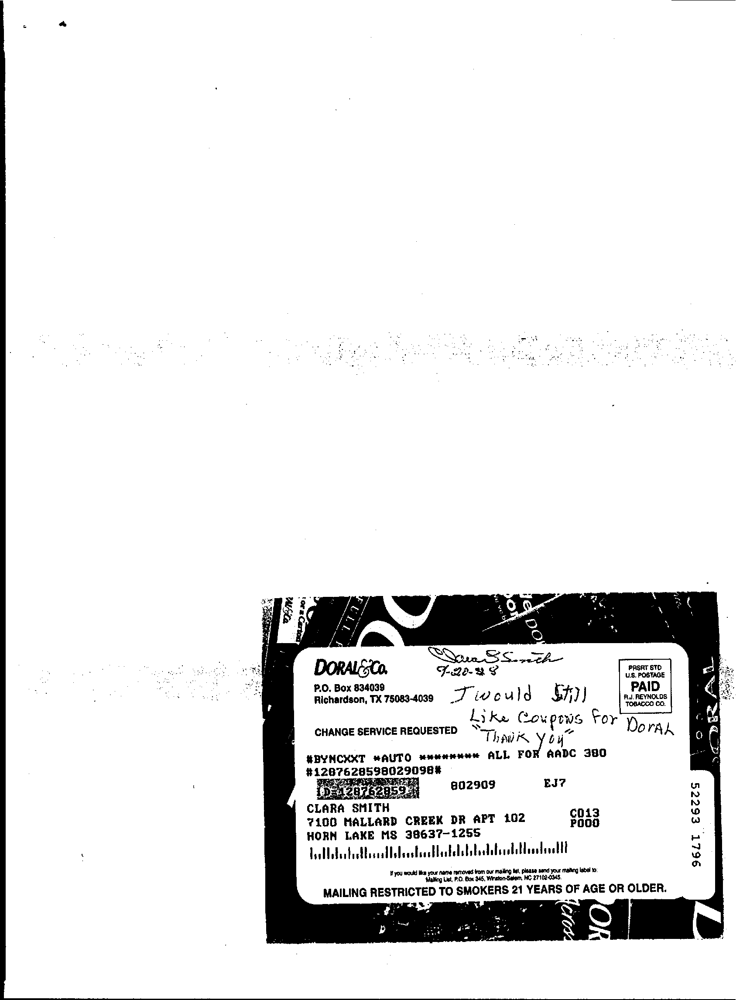 FULL
DORAL & Co.
P.O. Box 834039
Richardson, TX 75083-4039
Clara S Smith
I would Still
Like Coupons for DORAL
"THANK You"
PRSRT STD
U.S. POSTAGE
PAID
R.J. REYNOLDS
TOBACCO CO.
CHANGE SERVICE REQUESTED
#BYNCXXT *AUTO ******** ALL FOR AADC 380
#1287628598029098#
ID=128762859
802909 EJ7
CLARA SMITH
7100 MALLARD CREEK DR APT 102
HORN LAKE MS 38637-1255
C013
P000
If you would like your name removed from our mailing list, please send your mailing label to:
Mailing List, P.O. Box 345, Winston-Salem, NC 27102-0345
MAILING RESTRICTED TO SMOKERS 21 YEARS OF AGE OR OLDER.
52293 1796